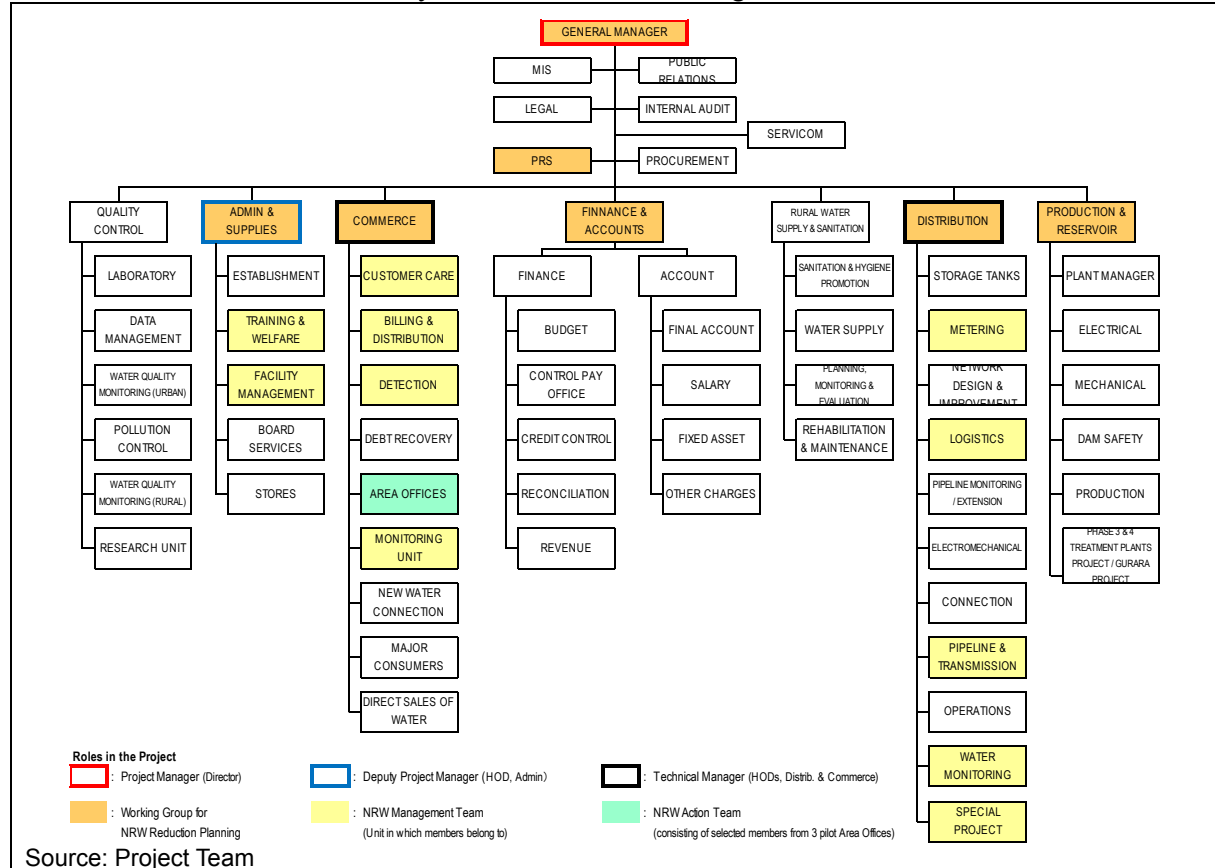 GENERAL MANAGER
MIS
PUBLIC
RELATIONS
LEGAL
INTERNAL AUDIT
SERVICOM
PRS
PROCUREMENT
QUALITY
CONTROL
LABORATORY
DATA
MANAGEMENT
WATER QUALITY
MONITORING (URBAN)
POLLUTION
CONTROL
WATER QUALITY
MONITORING (RURAL)
RESEARCH UNIT
ADMIN &
SUPPLIES
ESTABLISHMENT
TRAINING &
WELFARE
FACILITY
MANAGEMENT
BOARD
SERVICES
STORES
COMMERCE
CUSTOMER CARE
BILLING &
DISTRIBUTION
DETECTION
DEBT RECOVERY
AREA OFFICES
MONITORING
UNIT
NEW WATER
CONNECTION
MAJOR
CONSUMERS
DIRECT SALES OF
WATER
FINNANCE &
ACCOUNTS
FINANCE
BUDGET
CONTROL PAY
OFFICE
CREDIT CONTROL
RECONCILIATION
REVENUE
ACCOUNT
FINAL ACCOUNT
SALARY
FIXED ASSET
OTHER CHARGES
RURAL WATER
SUPPLY & SANITATION
SANITATION & HYGIENE
PROMOTION
WATER SUPPLY
PLANNING,
MONITORING &
EVALUATION
REHABILITATION
& MAINTENANCE
DISTRIBUTION
STORAGE TANKS
METERING
NETWORK
DESIGN &
IMPROVEMENT
LOGISTICS
PIPELINE MONITORING
/ EXTENSION
ELECTROMECHANICAL
CONNECTION
PIPELINE &
TRANSMISSION
OPERATIONS
WATER
MONITORING
SPECIAL
PROJECT
PRODUCTION &
RESERVOIR
PLANT MANAGER
ELECTRICAL
MECHANICAL
DAM SAFETY
PRODUCTION
PHASE 3 & 4
TREATMENT PLANTS
PROJECT / GURARA
PROJECT
Roles in the Project
: Project Manager (Director)
: Deputy Project Manager (HOD, Admin)
: Technical Manager (HODs, Distrib. & Commerce)
: Working Group for
NRW Reduction Planning
: NRW Management Team
(Unit in which members belong to)
: NRW Action Team
(consisting of selected members from 3 pilot Area Offices)
Source: Project Team